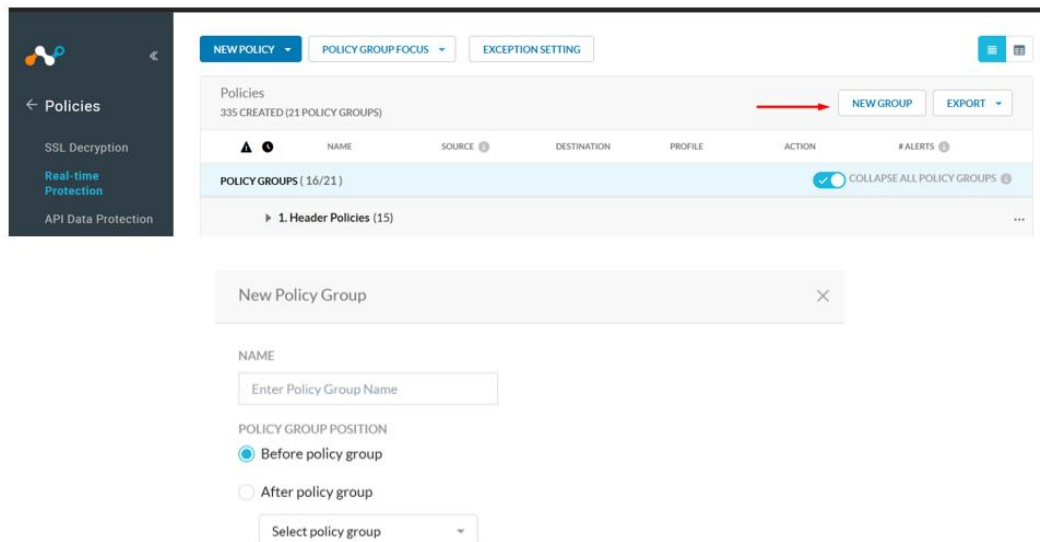 NEW POLICY
POLICY GROUP FOCUS
EXCEPTION SETTING
Policies
Policies
335 CREATED (21 POLICY GROUPS)
NEW GROUP
EXPORT
SSL Decryption
NAME
SOURCE
DESTINATION
PROFILE
ACTION
# ALERTS
Real-time
Protection
POLICY GROUPS ( 16/21 )
COLLAPSE ALL POLICY GROUPS
API Data Protection
1. Header Policies (15)
...
New Policy Group
NAME
Enter Policy Group Name
POLICY GROUP POSITION
Before policy group
After policy group
Select policy group